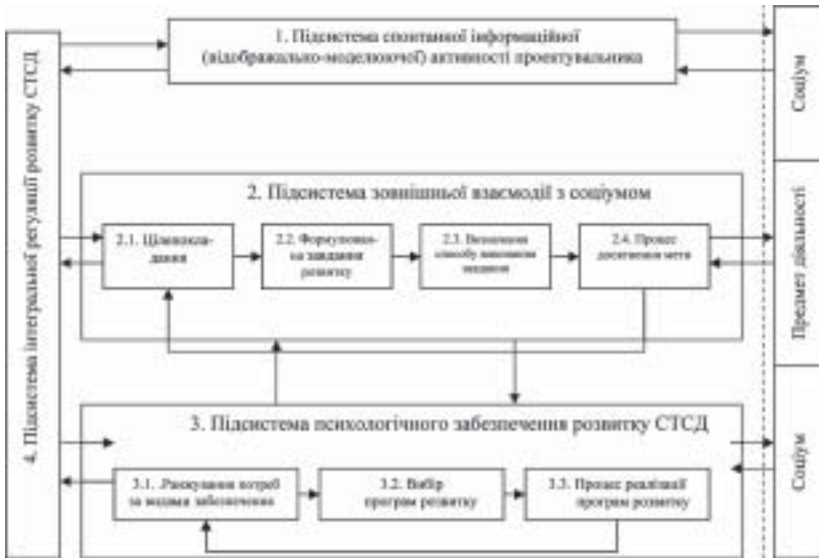 1. Підсистема спонтанної інформаційної
(відображально-моделюючої) активності проектувальника
4. Підсистема інтегральної регуляції розвитку СТСД
Соціум
2. Підсистема зовнішньої взаємодії з соціумом
2.1. Цілепокла-
дання
2.2. Формулюван-
ня завдання
розвитку
2.3. Визначення
способу виконання
завдання
2.4. Процес
досягнення мети
Предмет діяльності
3. Підсистема психологічного забезпечення розвитку СТСД
3.1. .Ранжування потреб
за видами забезпечення
3.2. Вибір
програм розвитку
3.3. Процес реалізації
програм розвитку
Соціум